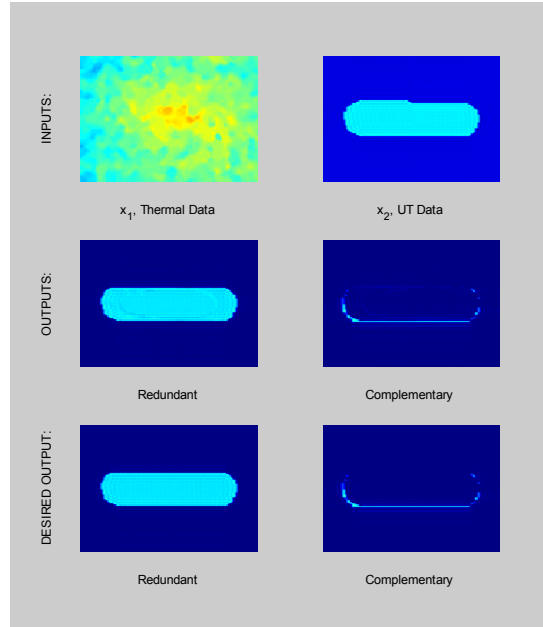 INPUTS:
x1, Thermal Data
x2, UT Data
OUTPUTS:
Redundant
Complementary
DESIRED OUTPUT:
Redundant
Complementary